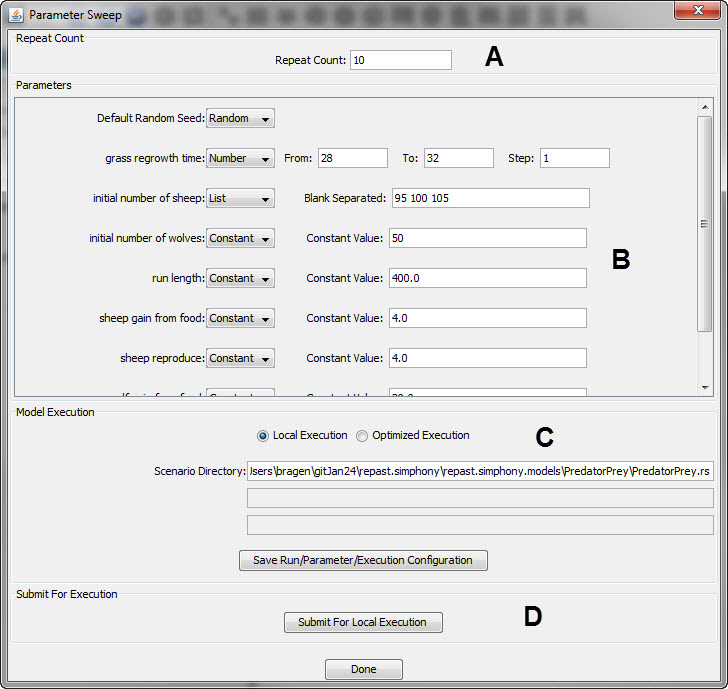 Parameter Sweep
Repeat Count
Repeat Count: 10 A
Parameters
Default Random Seed: Random
grass regrowth time: Number From: 28 To: 32 Step: 1
initial number of sheep: List Blank Separated: 95 100 105
initial number of wolves: Constant Constant Value: 50
B
run length: Constant Constant Value: 400.0
sheep gain from food: Constant Constant Value: 4.0
sheep reproduce: Constant Constant Value: 4.0
Model Execution
Local Execution Optimized Execution C
Scenario Directory: Users\bragen\gitJan24\repast.simphony\repast.simphony.models\PredatorPrey\PredatorPrey.rs
Save Run/Parameter/Execution Configuration
Submit For Execution
D
Submit For Local Execution
Done